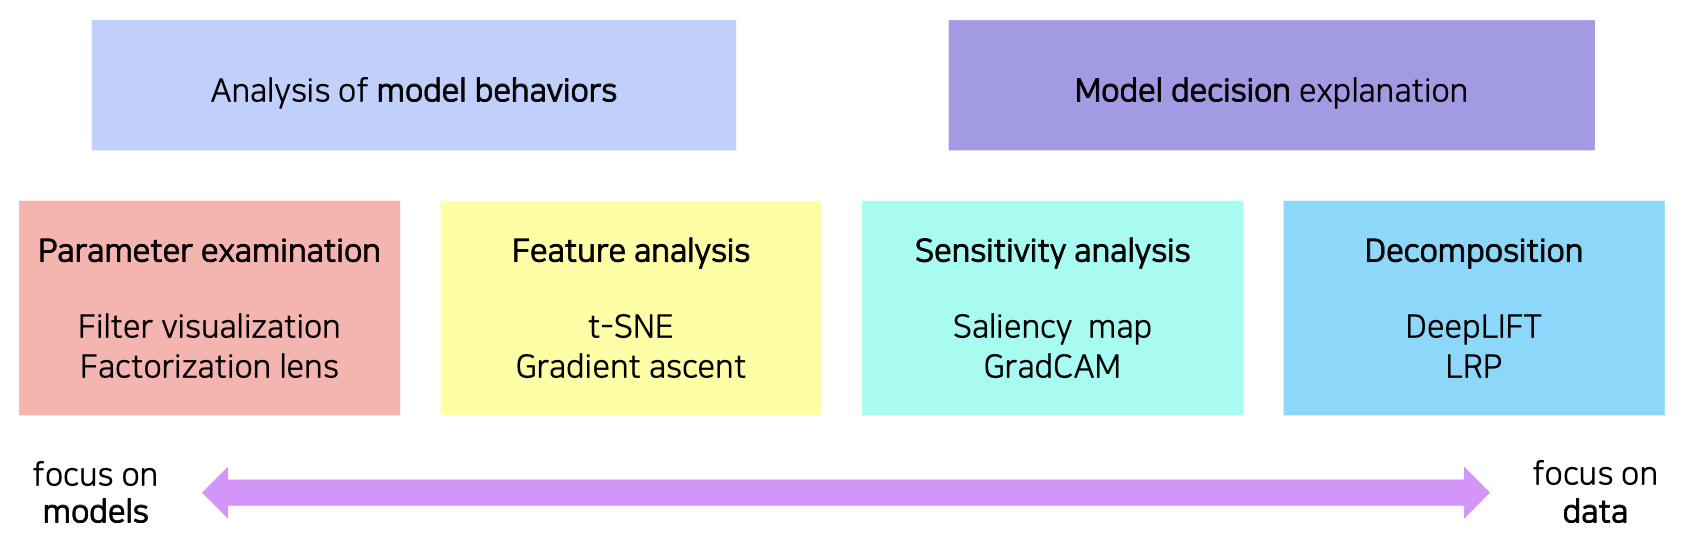 Analysis of model behaviors
Model decision explanation
Parameter examination
Filter visualization
Factorization lens
Feature analysis
t-SNE
Gradient ascent
Sensitivity analysis
Saliency map
GradCAM
Decomposition
DeepLIFT
LRP
focus on
models
focus on
data